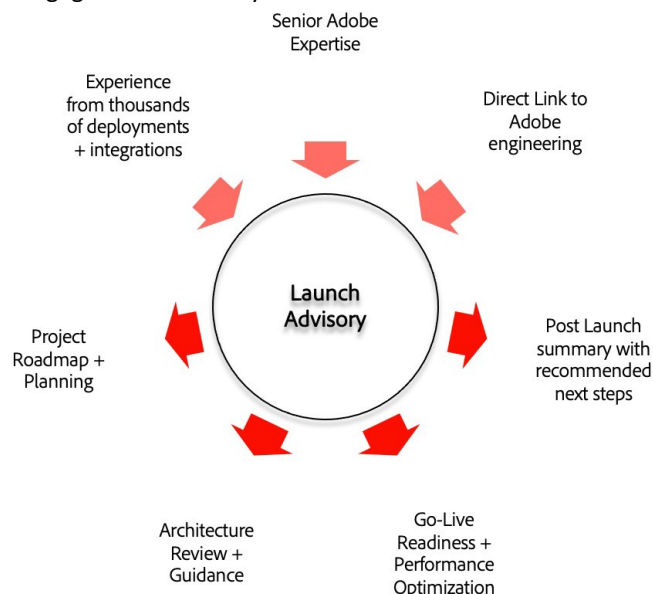 Senior Adobe
Expertise
Experience
from thousands
of deployments
+ integrations
Direct Link to
Adobe
engineering
Launch
Advisory
Project
Roadmap +
Planning
Post Launch
summary with
recommended
next steps
Architecture
Review +
Guidance
Go-Live
Readiness +
Performance
Optimization